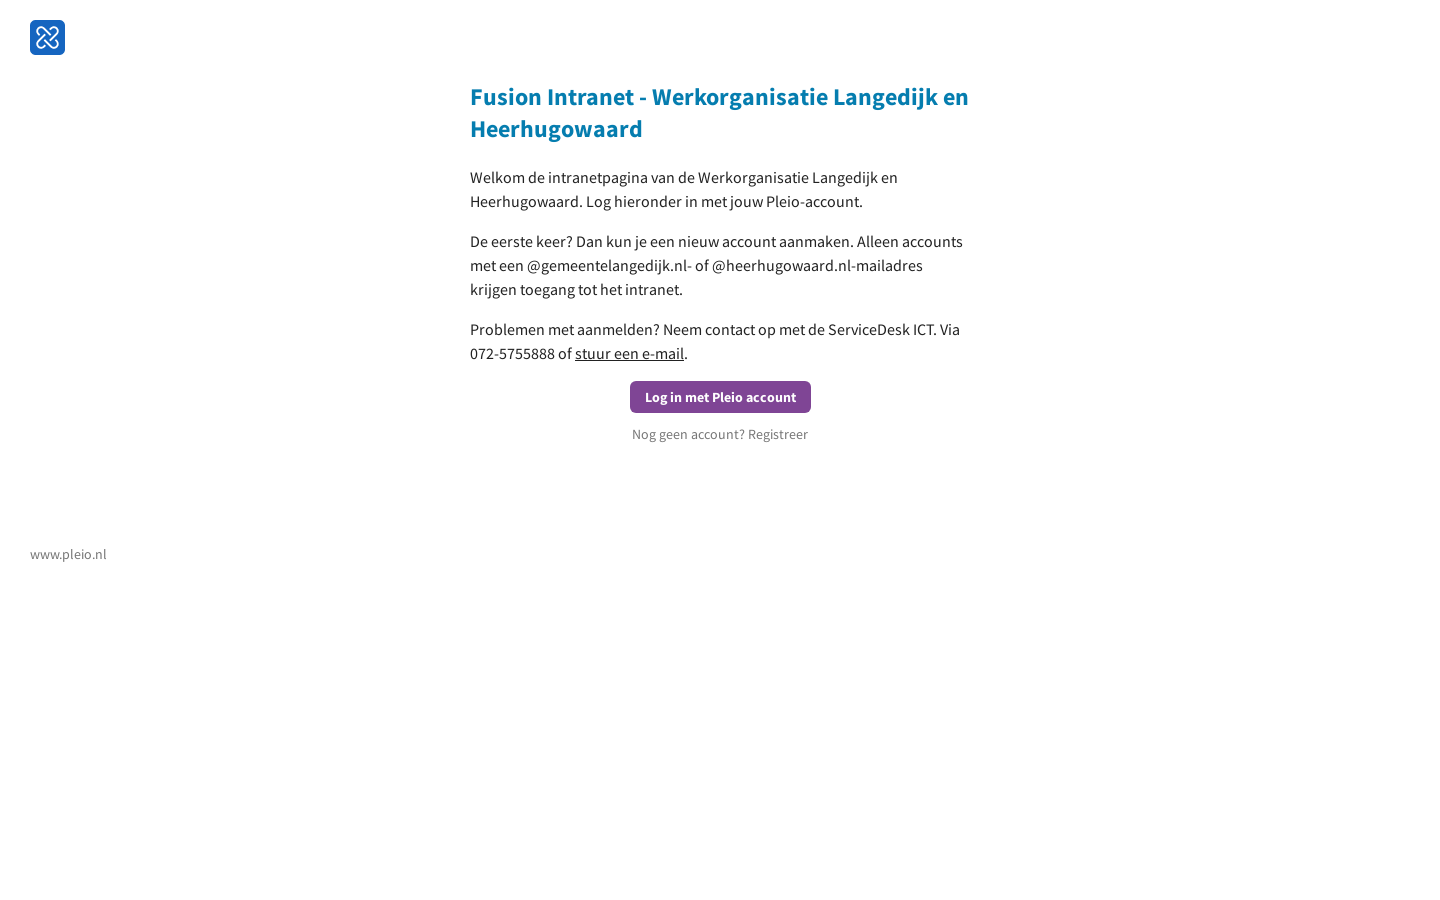 Fusion Intranet - Werkorganisatie Langedijk en
Heerhugowaard
Welkom de intranetpagina van de Werkorganisatie Langedijk en
Heerhugowaard. Log hieronder in met jouw Pleio-account.
De eerste keer? Dan kun je een nieuw account aanmaken. Alleen accounts
met een @gemeentelangedijk.nl- of @heerhugowaard.nl-mailadres
krijgen toegang tot het intranet.
Problemen met aanmelden? Neem contact op met de ServiceDesk ICT. Via
072-5755888 of stuur een e-mail.
Log in met Pleio account
Nog geen account? Registreer
www.pleio.nl